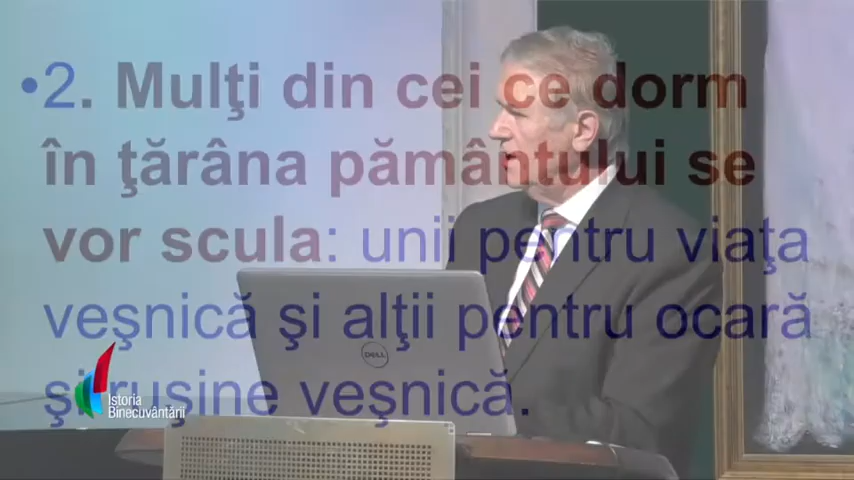 •2. Mulţi din cei ce dorm
în ţărâna pământului se
vor scula: unii pentru viaţa
veşnică şi alţii pentru ocară
şi ruşine veşnică.
DELL
Istoria
Binecuvântării